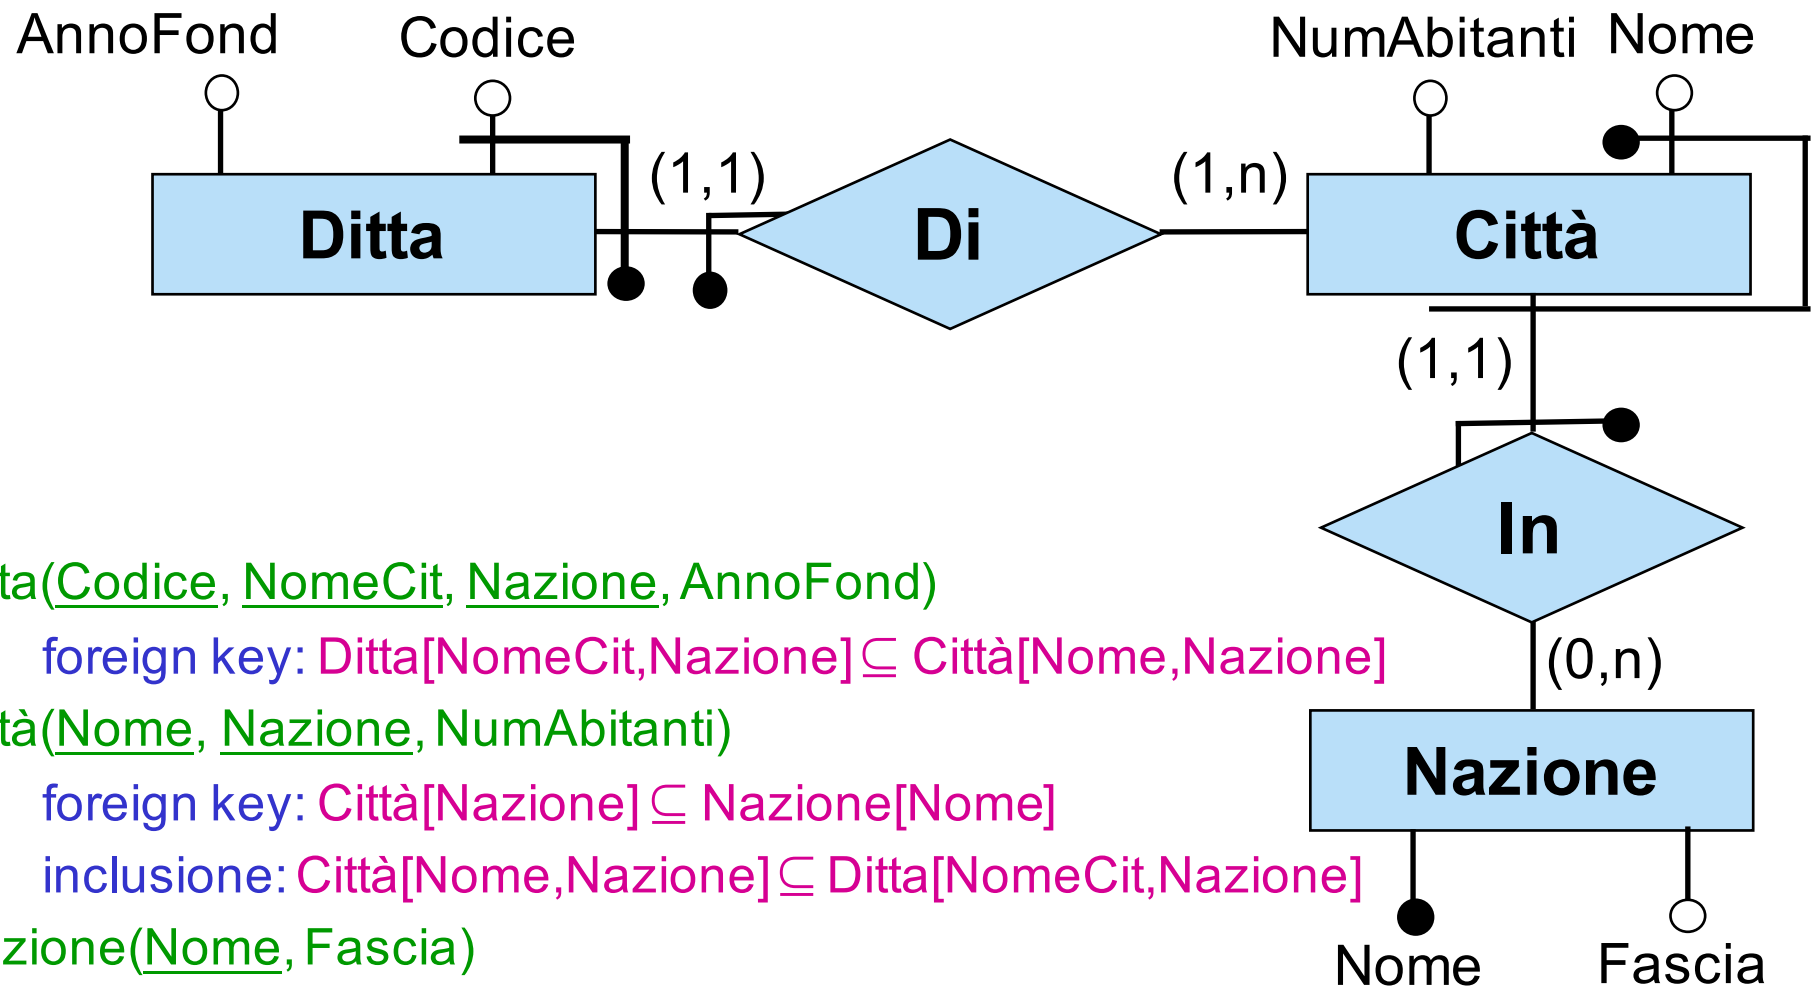 AnnoFond Codice NumAbitanti Nome
(1,1) (1,n)
Ditta Di Città
(1,1)
In
ta(Codice, NomeCit, Nazione, AnnoFond)
foreign key: Ditta[NomeCit,Nazione] ⊆ Città[Nome,Nazione]
(0,n)
tà(Nome, Nazione, NumAbitanti)
Nazione
foreign key: Città[Nazione] ⊆ Nazione[Nome]
inclusione: Città[Nome,Nazione] ⊆ Ditta[NomeCit,Nazione]
zione(Nome, Fascia)
Nome Fascia